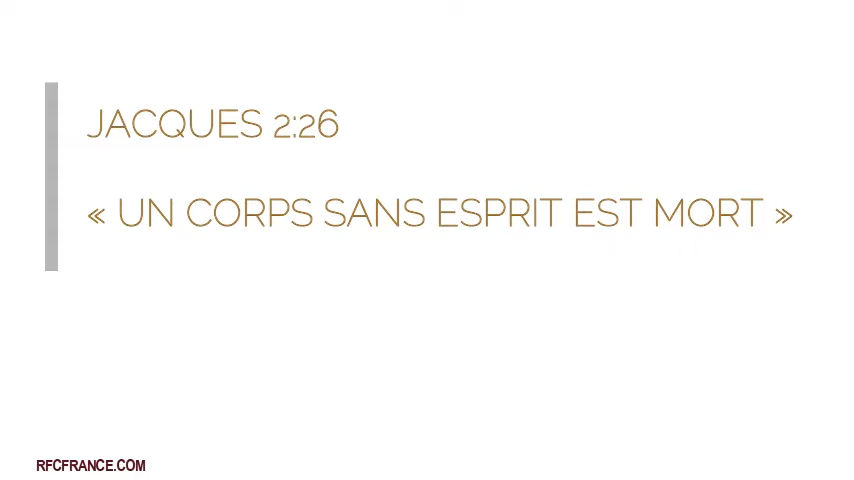 JACQUES 2:26
« UN CORPS SANS ESPRIT EST MORT »
RFCFRANCE.COM